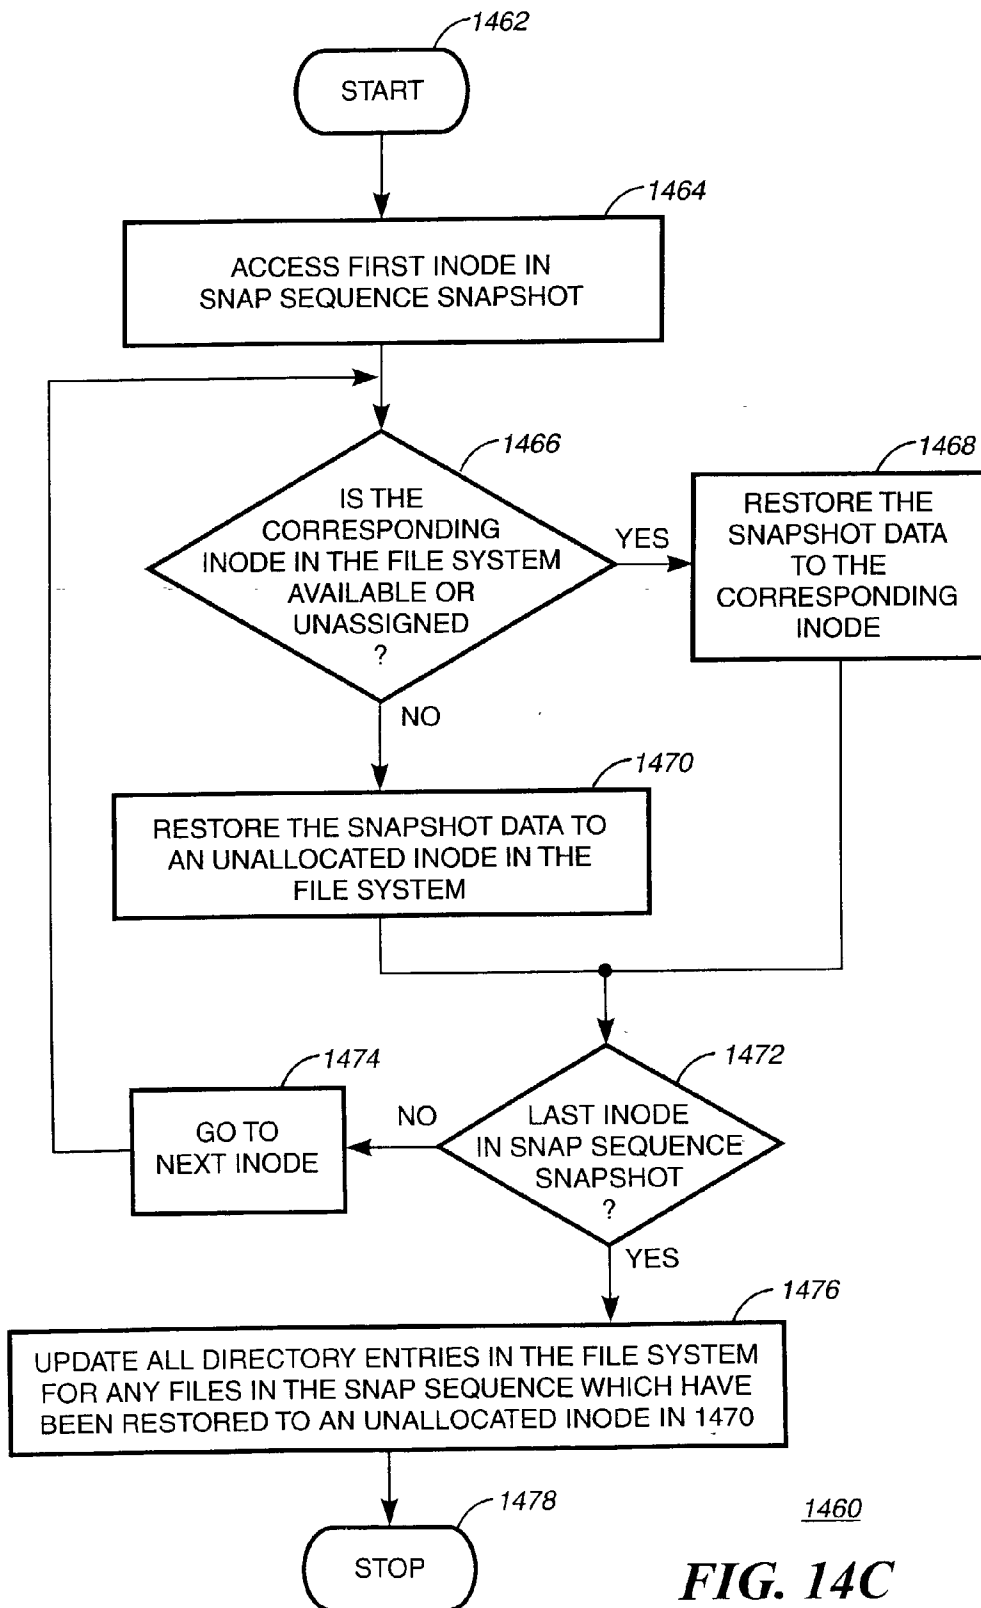 1462
START
1464
ACCESS FIRST INODE IN
SNAP SEQUENCE SNAPSHOT
1466
IS THE
CORRESPONDING
INODE IN THE FILE SYSTEM
AVAILABLE OR
UNASSIGNED
?
YES
1468
RESTORE THE
SNAPSHOT DATA
TO THE
CORRESPONDING
INODE
NO
1470
RESTORE THE SNAPSHOT DATA TO
AN UNALLOCATED INODE IN THE
FILE SYSTEM
1472
LAST INODE
IN SNAP SEQUENCE
SNAPSHOT
?
NO
1474
GO TO
NEXT INODE
YES
1476
UPDATE ALL DIRECTORY ENTRIES IN THE FILE SYSTEM
FOR ANY FILES IN THE SNAP SEQUENCE WHICH HAVE
BEEN RESTORED TO AN UNALLOCATED INODE IN 1470
1478
STOP
1460
FIG. 14C